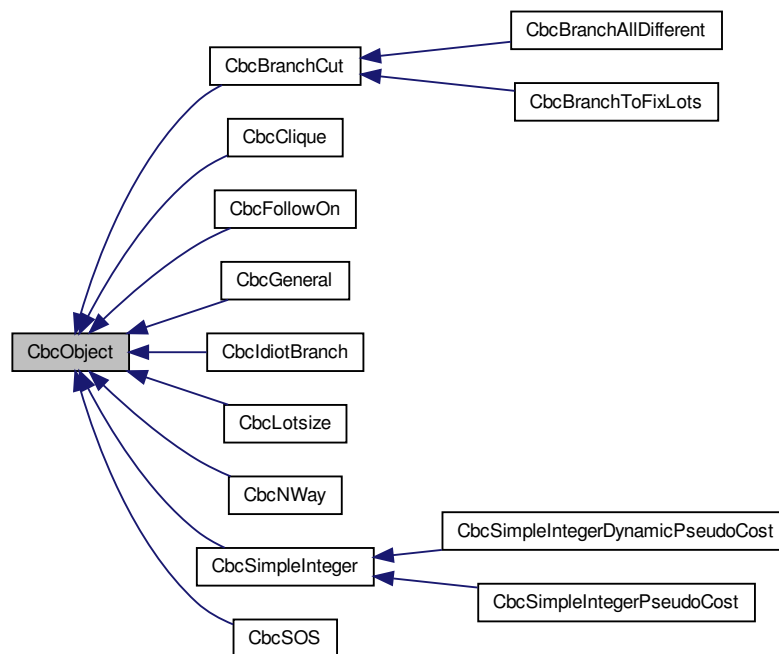 CbcBranchAllDifferent
CbcBranchCut
CbcBranchToFixLots
CbcClique
CbcFollowOn
CbcGeneral
CbcObject
CbcIdiotBranch
CbcLotsize
CbcNWay
CbcSimpleIntegerDynamicPseudoCost
CbcSimpleInteger
CbcSimpleIntegerPseudoCost
CbcSOS